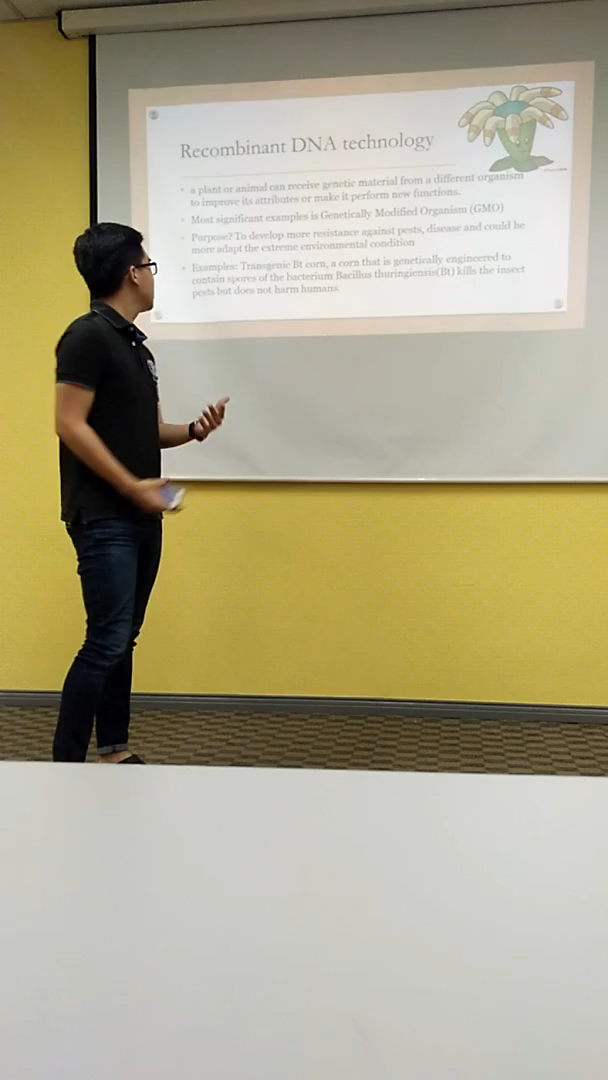 Recombinant DNA technology
a plant or animal can receive genetic material from a different organism
to improve its attributes or make it perform new functions.
Most significant examples is Genetically Modified Organism (GMO)
Purpose? To develop more resistance against pests, disease and could be
more adapt the extreme environmental condition
Examples: Transgenic Bt corn, a corn that is genetically engineered to
contain spores of the bacterium Bacillus thuringiensis(Bt) kills the insect
pests but does not harm humans.